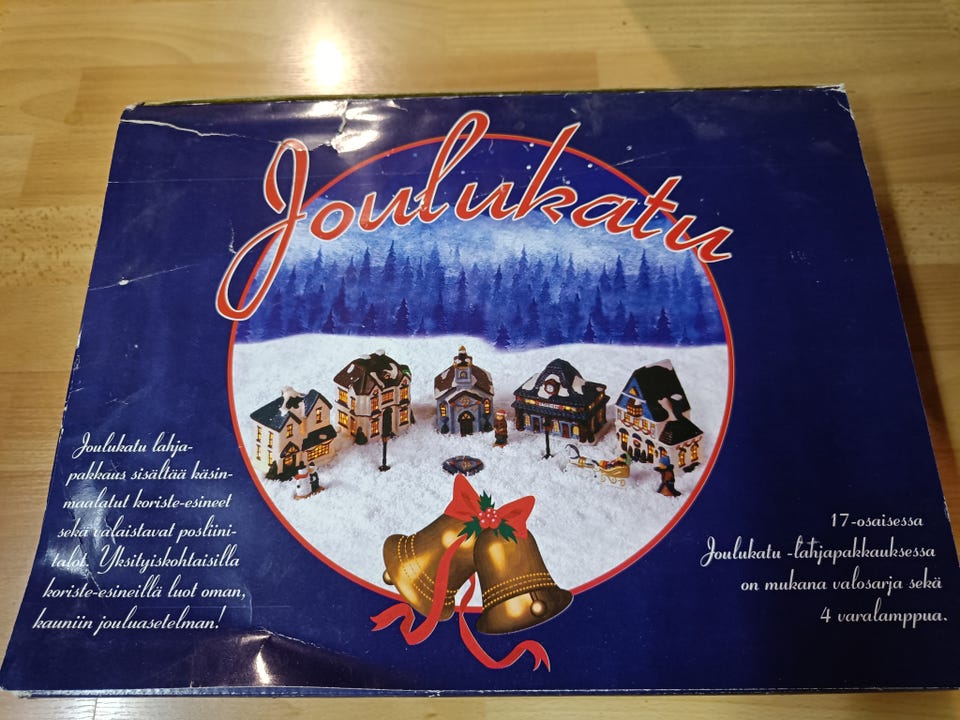 Joulukatu
Joulukatu lahja-
pakkaus sisältää käsin-
maalatut koriste-esineet
sekä valaistavat posliini-
talot. Yksityiskohtaisilla
koriste-esineillä luot oman,
kauniin jouluasetelman!
17-osaisessa
Joulukatu -lahjapakkauksessa
on mukana valosarja sekä
4 varalamppua.